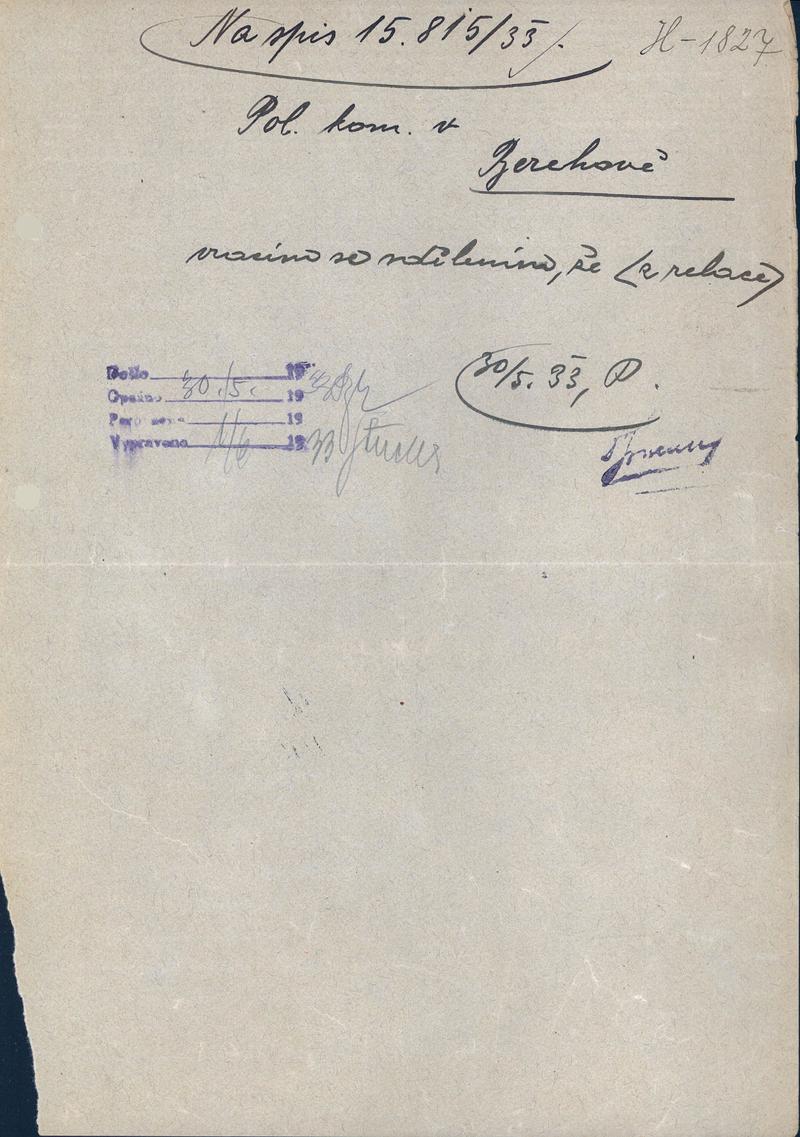 Na spis 15.815/33.
H-1827
Pol. kom. v
Berehově
vracíme se sdělením, že (z relace)
Došlo 30./5. 19
Opsáno 19
Porovnáno 19
Vypraveno 1/6 1933
30/5. 33, P.